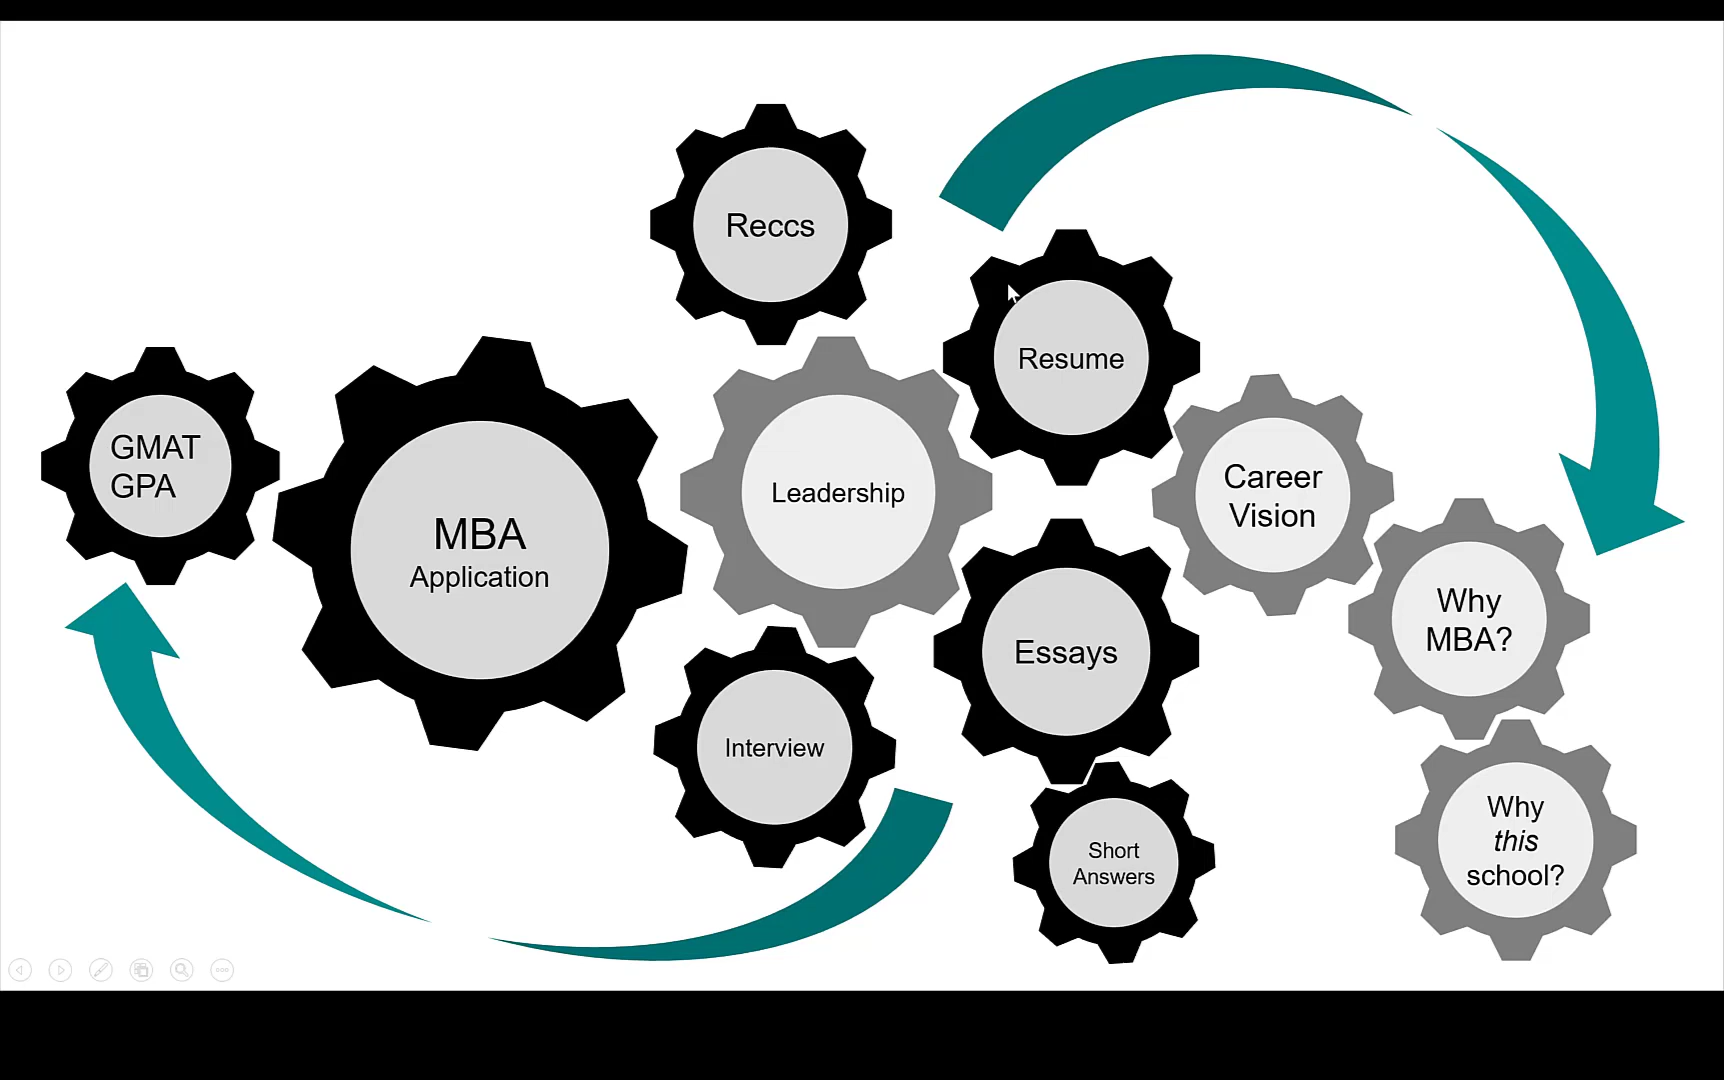 Reccs
Resume
GMAT
GPA
MBA
Application
Leadership
Career
Vision
Essays
Why
MBA?
Interview
Short
Answers
Why
this
school?